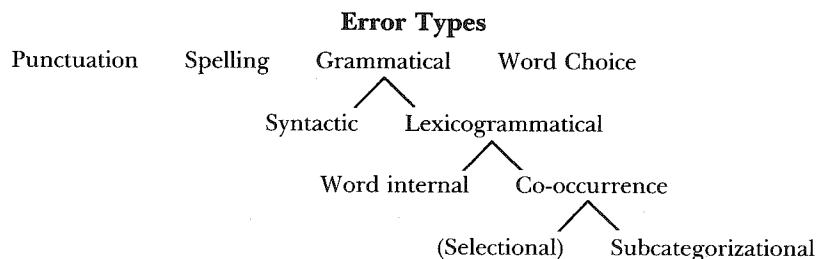 Error Types
Punctuation Spelling Grammatical Word Choice
Syntactic Lexicogrammatical
Word internal Co-occurrence
(Selectional) Subcategorizational